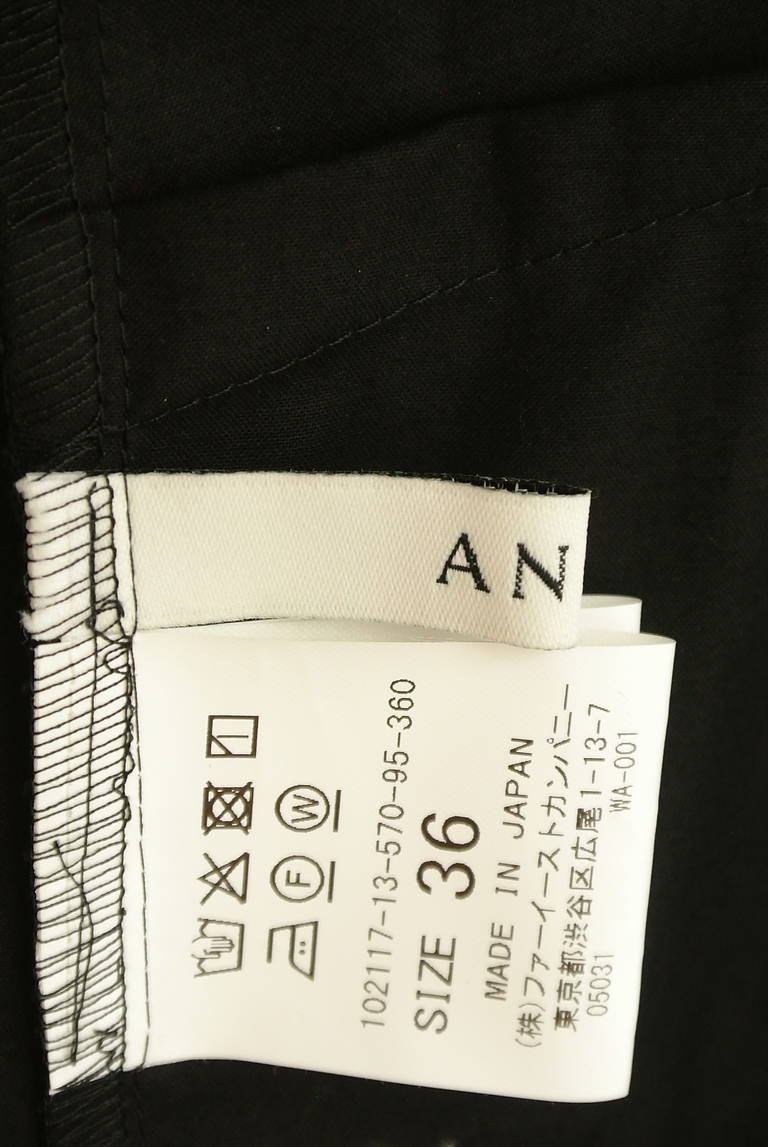 AN
W
F
102117-13-570-95-360
SIZE 36
MADE IN JAPAN
(株)ファーイーストカンパニー
東京都渋谷区広尾1-13-7
05031 WA-001